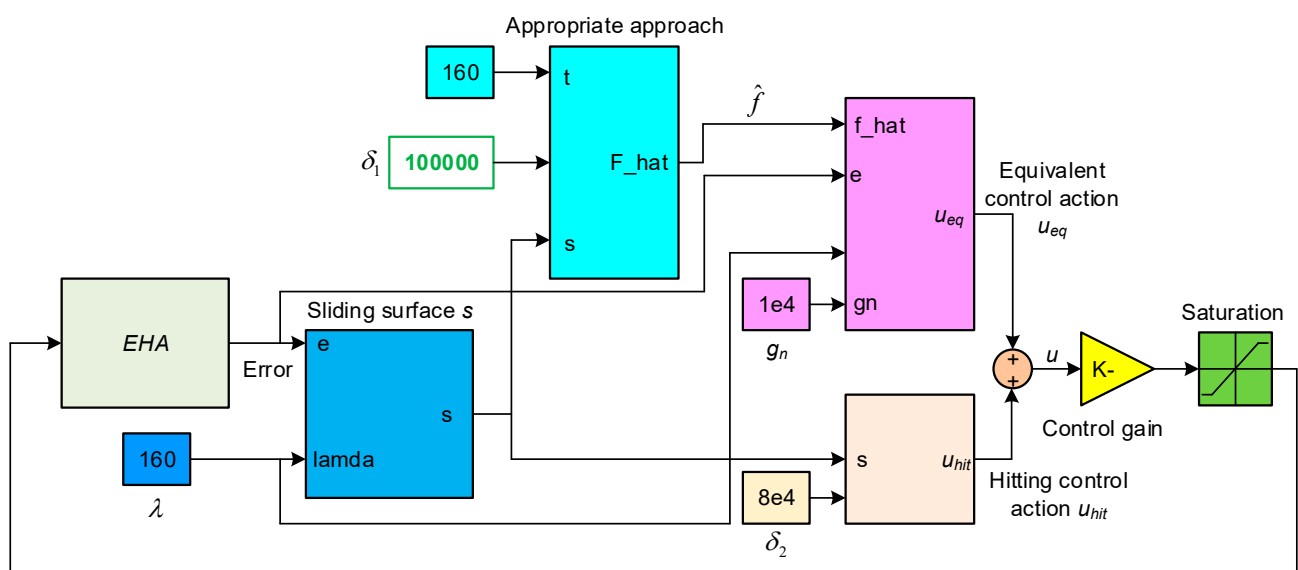 Appropriate approach
160
t
δ₁
100000
F_hat
s
f̂
f_hat
e
u_eq
gn
1e4
g_n
Equivalent
control action
u_eq
EHA
Error
Sliding surface s
e
s
lamda
160
λ
s
u_hit
8e4
δ₂
Hitting control
action u_hit
+
+
u
K-
Control gain
Saturation